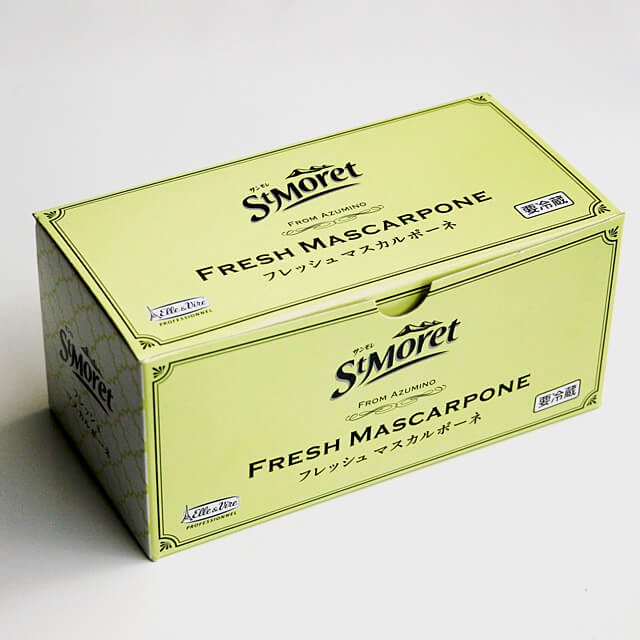 サンモレ
St Moret
FROM AZUMINO
FRESH MASCARPONE
フレッシュ マスカルポーネ
要冷蔵
Elle & Vire
PROFESSIONNEL
サンモレ
St Moret
FROM AZUMINO
FRESH MASCARPONE
フレッシュ マスカルポーネ
要冷蔵
Elle & Vire
PROFESSIONNEL
St Moret